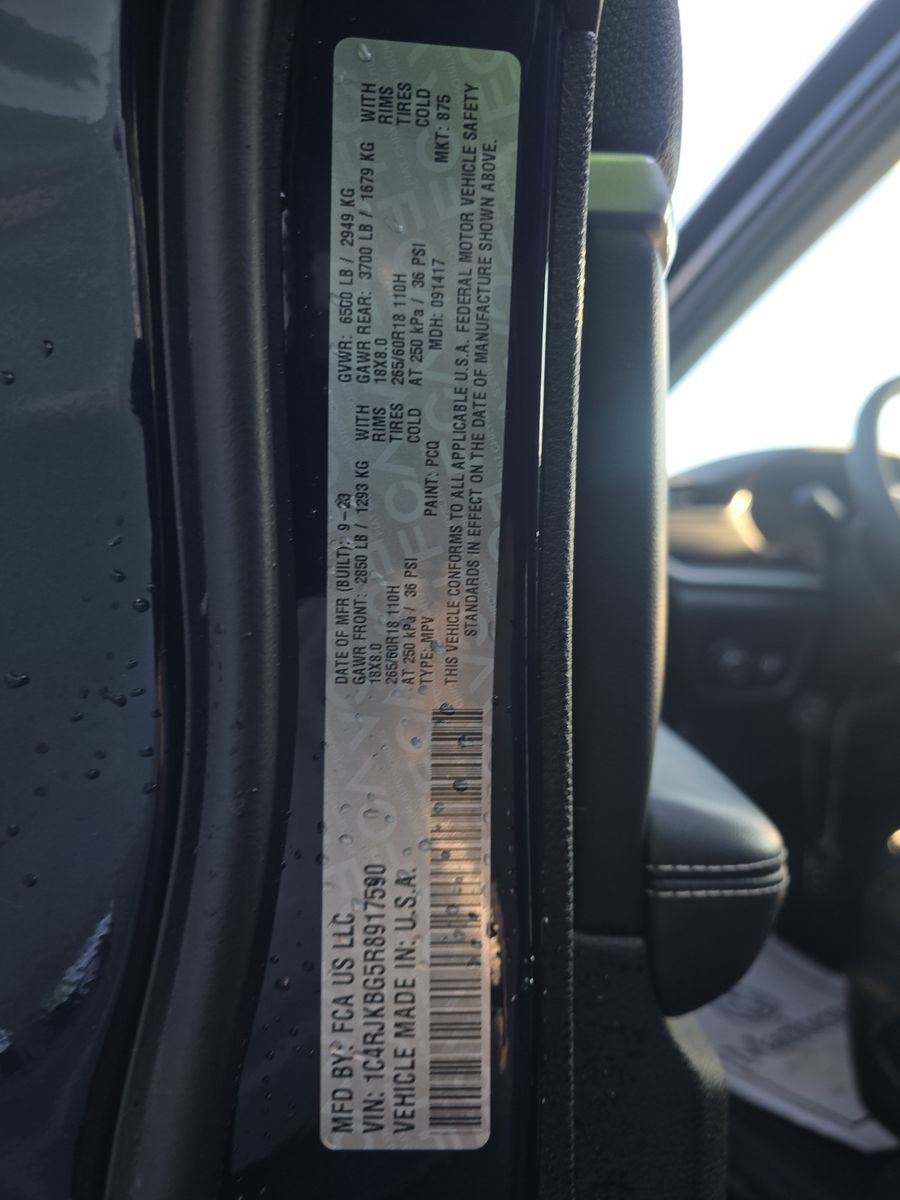 MFD BY: FCA US LLC
VIN: 1C4RJKBG5R8917590
VEHICLE MADE IN: U.S.A.
DATE OF MFR (BUILT): 9-23 GVWR: 6500 LB / 2949 KG
GAWR FRONT: 2850 LB / 1293 KG WITH GAWR REAR: 3700 LB / 1679 KG WITH
18X8.0 RIMS 18X8.0 RIMS
265/60R18 110H TIRES 265/60R18 110H TIRES
AT 250 kPa / 36 PSI COLD AT 250 kPa / 36 PSI COLD
TYPE: MPV PAINT: PCQ MDH: 091417 MKT: 875
THIS VEHICLE CONFORMS TO ALL APPLICABLE U.S.A. FEDERAL MOTOR VEHICLE SAFETY
STANDARDS IN EFFECT ON THE DATE OF MANUFACTURE SHOWN ABOVE.